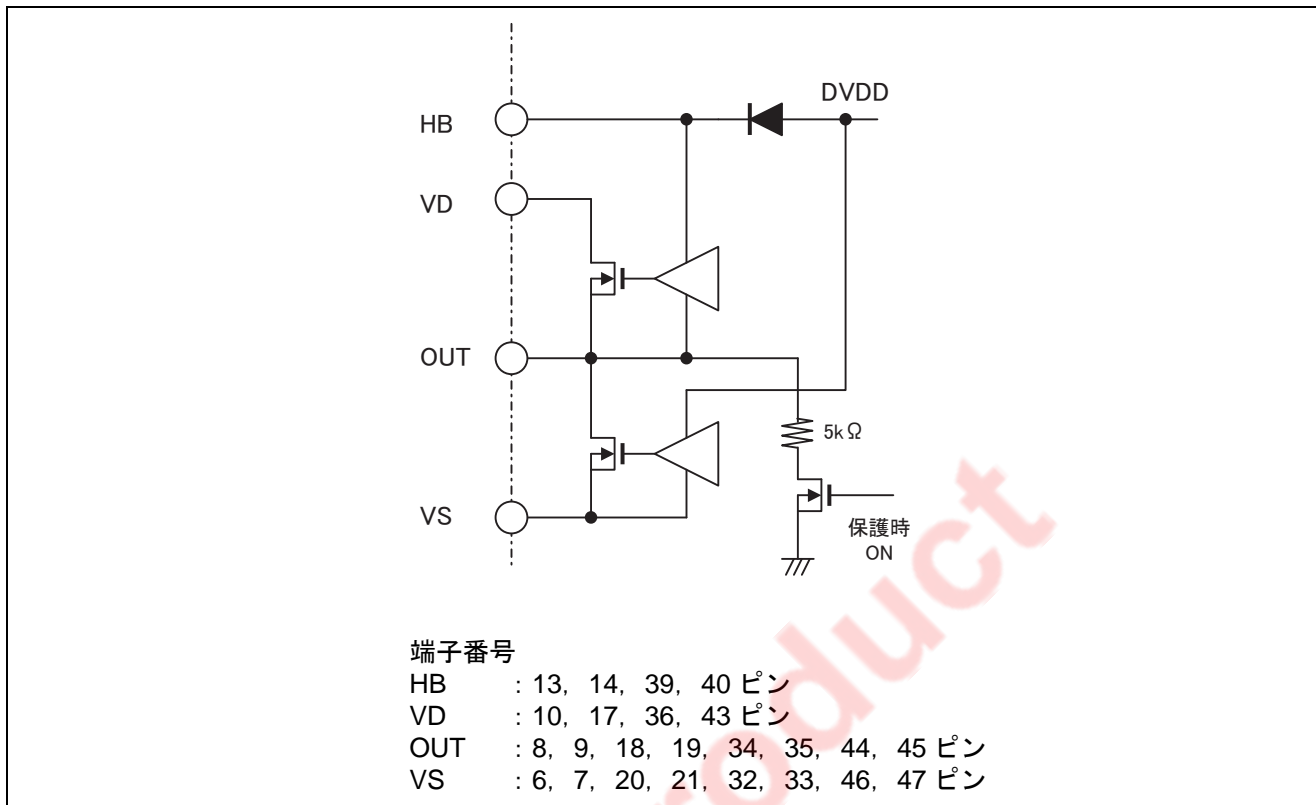 DVDD
HB
VD
OUT
5kΩ
VS
保護時
ON
端子番号
HB : 13, 14, 39, 40 ピン
VD : 10, 17, 36, 43 ピン
OUT : 8, 9, 18, 19, 34, 35, 44, 45 ピン
VS : 6, 7, 20, 21, 32, 33, 46, 47 ピン
roduct